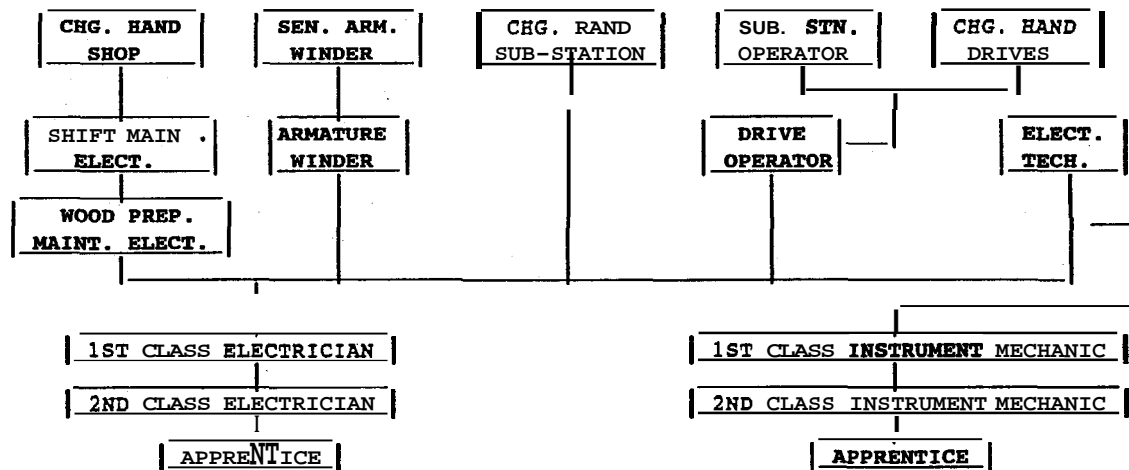 CHG. HAND
SHOP
SEN. ARM.
WINDER
CHG. RAND
SUB-STATION
SUB. STN.
OPERATOR
CHG. HAND
DRIVES
SHIFT MAIN .
ELECT.
ARMATURE
WINDER
DRIVE
OPERATOR
ELECT.
TECH.
WOOD PREP.
MAINT. ELECT.
1ST CLASS ELECTRICIAN
1ST CLASS INSTRUMENT MECHANIC
2ND CLASS ELECTRICIAN
2ND CLASS INSTRUMENT MECHANIC
APPRENTICE
APPRENTICE